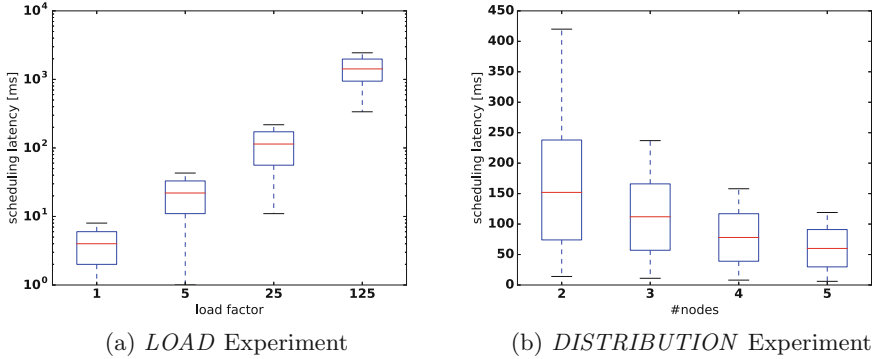 10⁴
10³
10²
10¹
10⁰
scheduling latency [ms]
1 5 25 125
load factor
(a) LOAD Experiment
450
400
350
300
250
200
150
100
50
0
scheduling latency [ms]
2 3 4 5
#nodes
(b) DISTRIBUTION Experiment